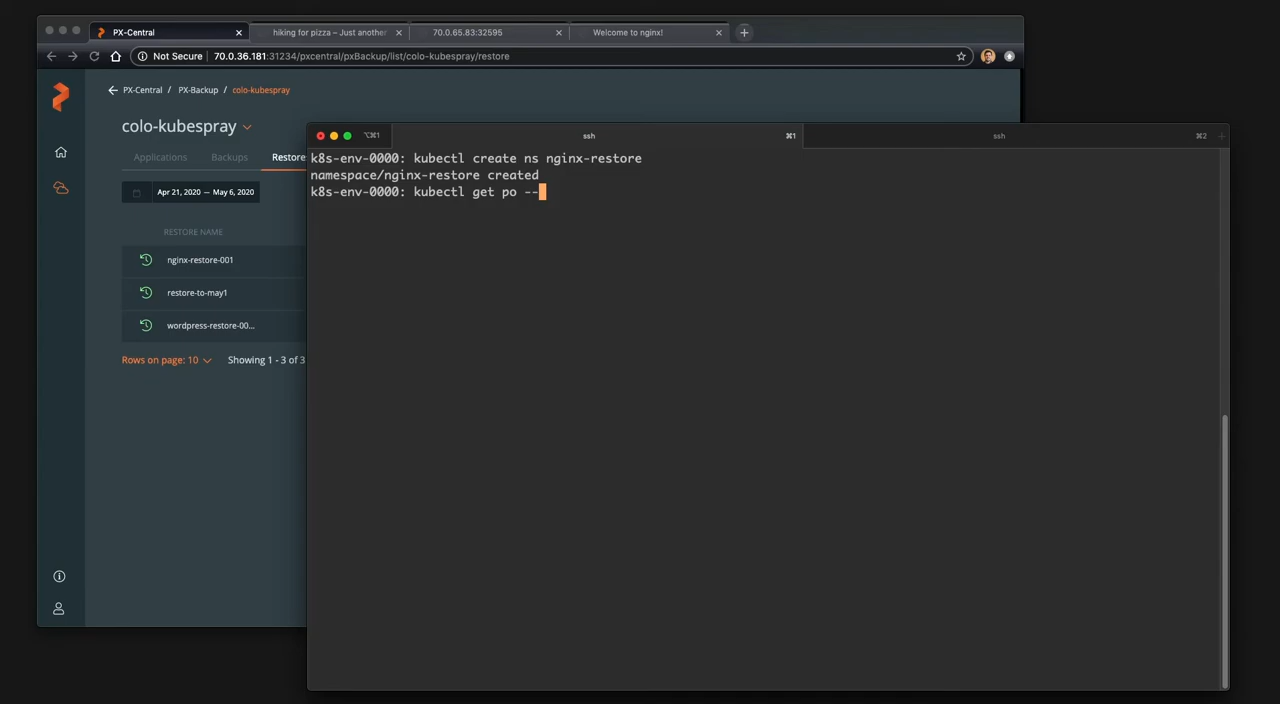 PX-Central
hiking for pizza – Just another
70.0.65.83:32595
Welcome to nginx!
Not Secure | 70.0.36.181:31234/pxcentral/pxBackup/list/colo-kubespray/restore
PX-Central / PX-Backup / colo-kubespray
colo-kubespray
Applications
Backups
Restore
Apr 21, 2020 — May 6, 2020
RESTORE NAME
nginx-restore-001
restore-to-may1
wordpress-restore-00...
Rows on page: 10
Showing 1 - 3 of 3
⌥⌘1
ssh
⌘1
ssh
⌘2
k8s-env-0000: kubectl create ns nginx-restore
namespace/nginx-restore created
k8s-env-0000: kubectl get po --